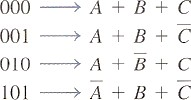 000 ⟶ A + B + C
001 ⟶ A + B + C̅
010 ⟶ A + B̅ + C
101 ⟶ A̅ + B + C̅